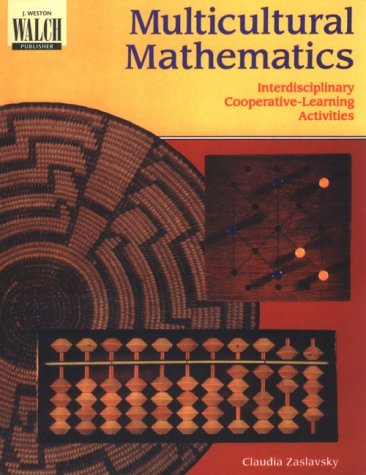 J. WESTON
WALCH
PUBLISHER
Multicultural
Mathematics
Interdisciplinary
Cooperative-Learning
Activities
Claudia Zaslavsky